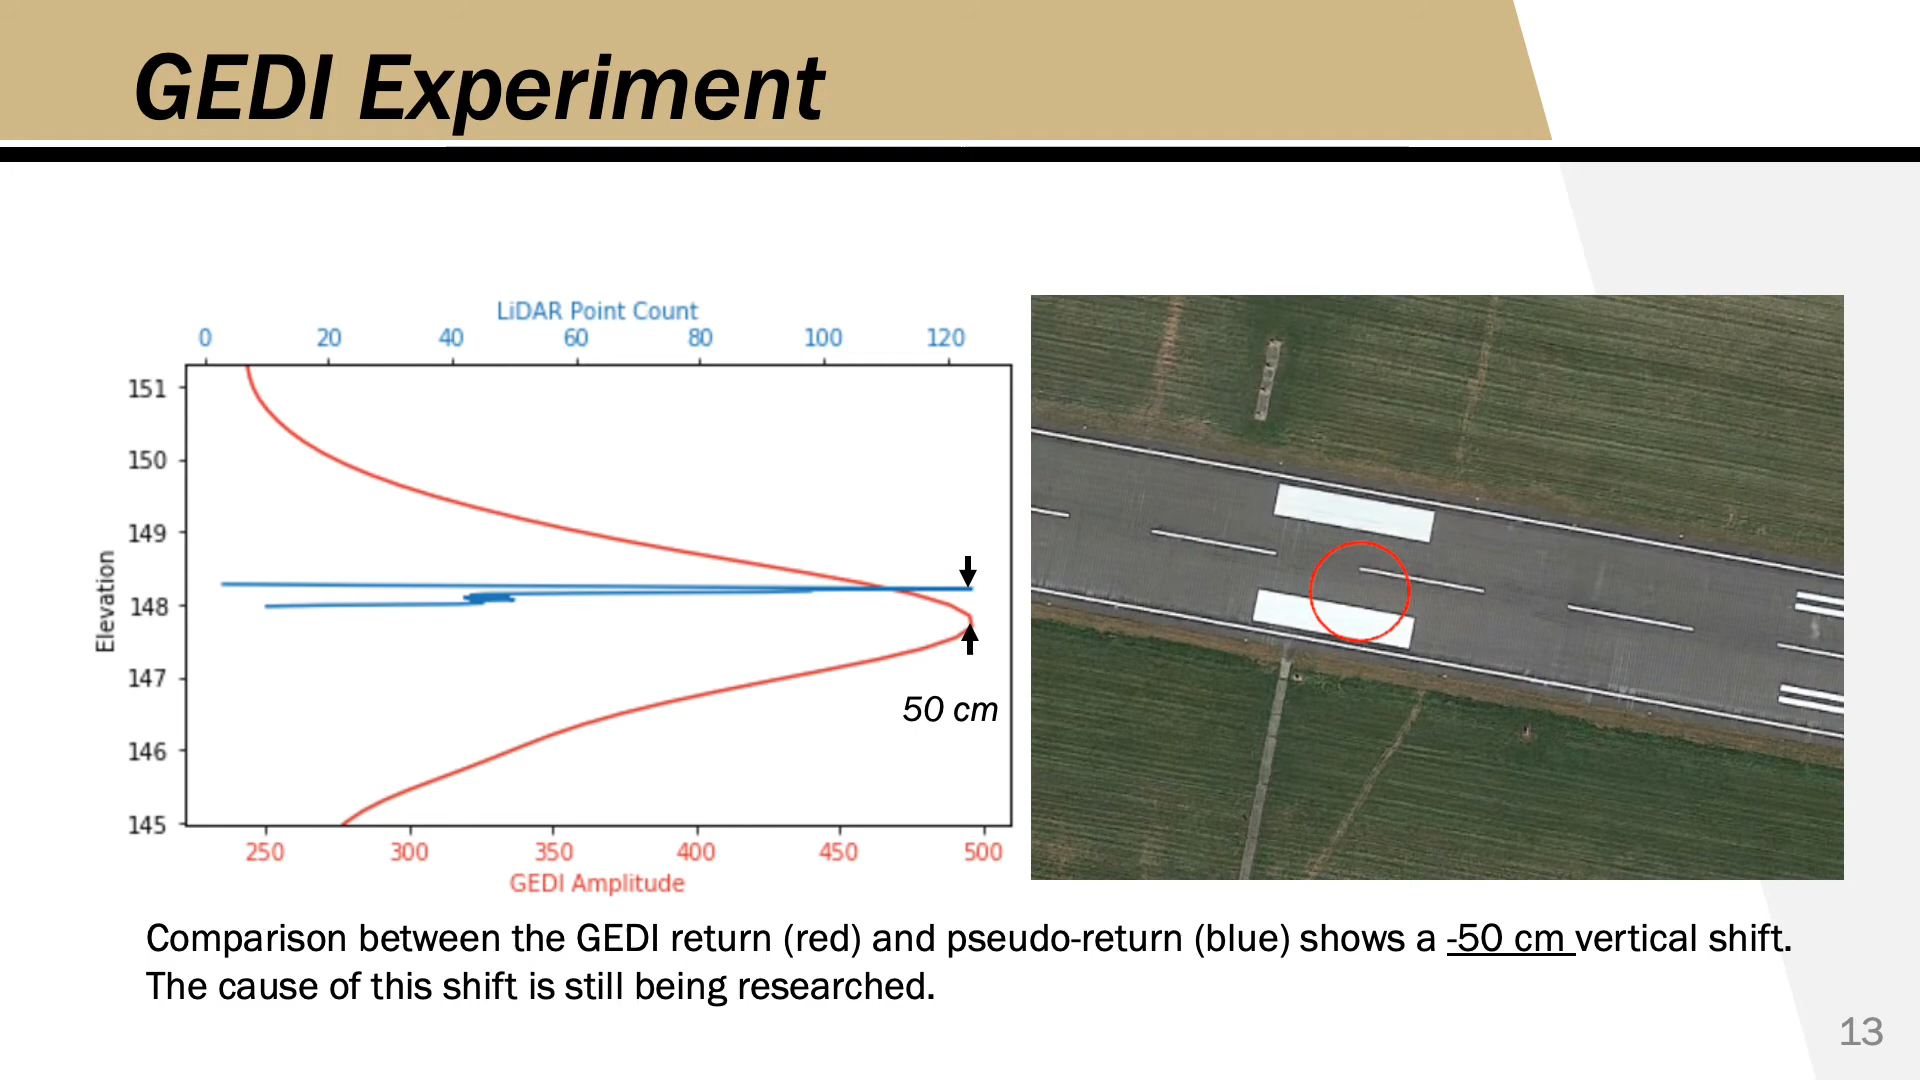 GEDI Experiment
LiDAR Point Count
0 20 40 60 80 100 120
151
150
149
148
147
146
145
Elevation
50 cm
250 300 350 400 450 500
GEDI Amplitude
Comparison between the GEDI return (red) and pseudo-return (blue) shows a -50 cm vertical shift.
The cause of this shift is still being researched.
13